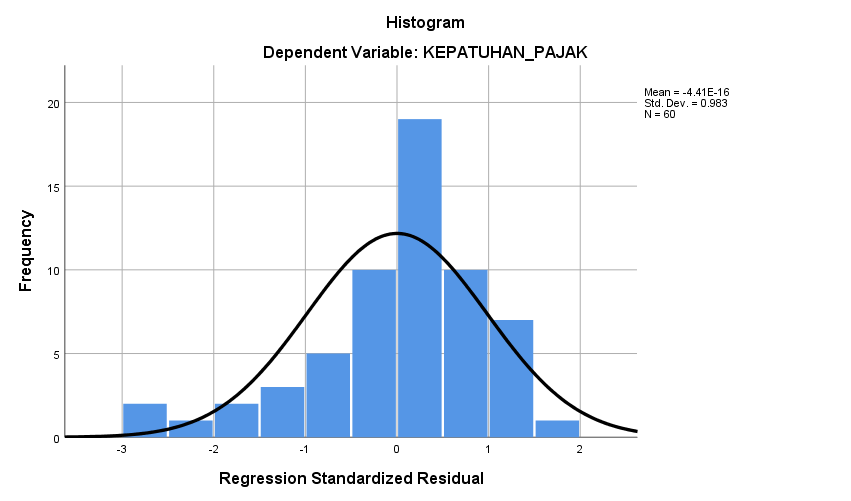 Histogram
Dependent Variable: KEPATUHAN_PAJAK
Mean = -4.41E-16
Std. Dev. = 0.983
N = 60
Frequency
20
15
10
5
0
-3 -2 -1 0 1 2
Regression Standardized Residual